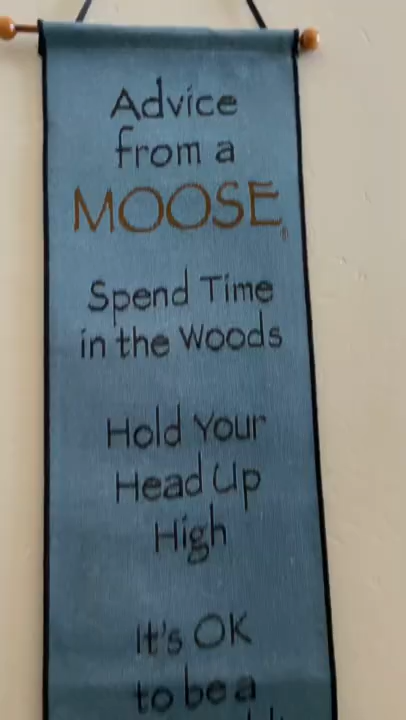 Advice
from a
MOOSE®
Spend Time
in the Woods
Hold Your
Head Up
High
It's OK
to be a